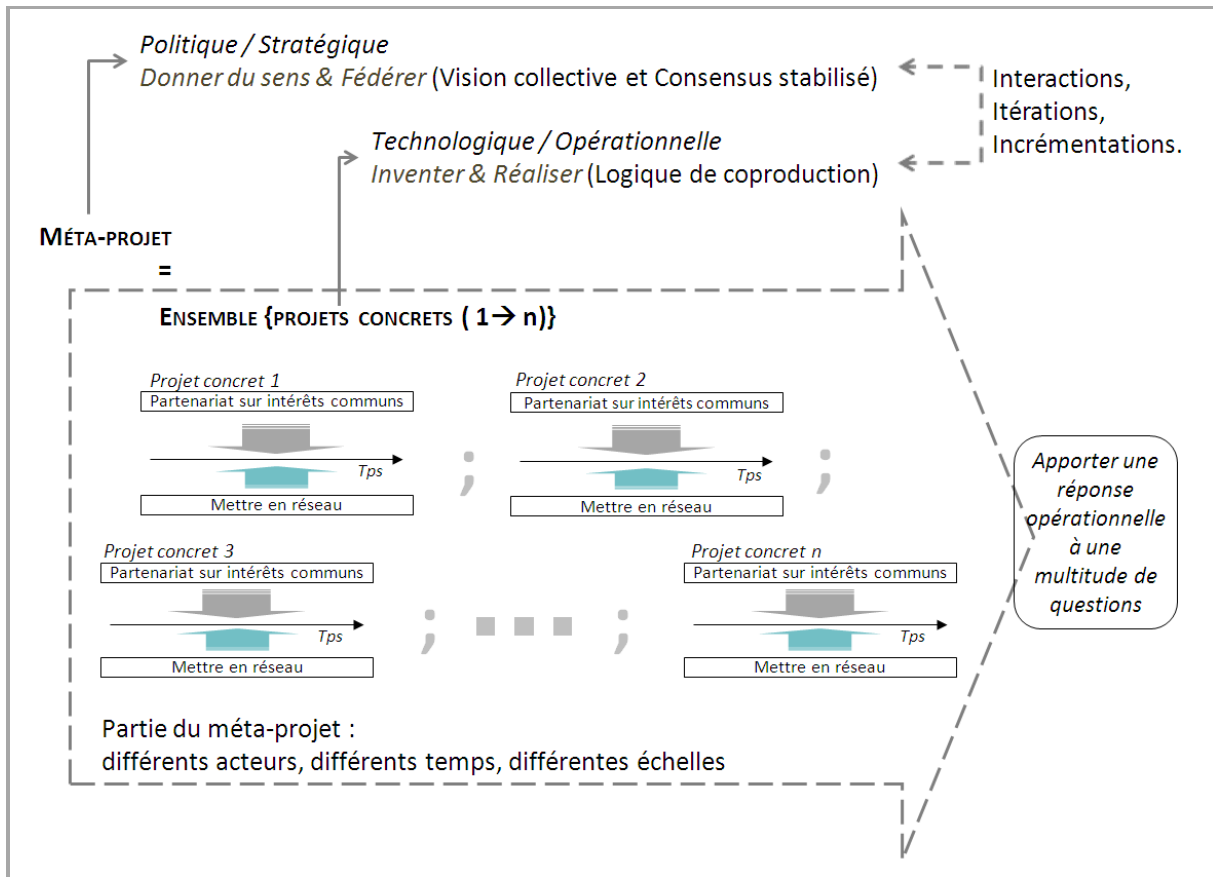 Politique / Stratégique
Donner du sens & Fédérer (Vision collective et Consensus stabilisé)
Interactions,
Itérations,
Incrémentations.
Technologique / Opérationnelle
Inventer & Réaliser (Logique de coproduction)
MÉTA-PROJET
=
ENSEMBLE {PROJETS CONCRETS ( 1→ n)}
Projet concret 1
Partenariat sur intérêts communs
Tps
Mettre en réseau
;
Projet concret 2
Partenariat sur intérêts communs
Tps
Mettre en réseau
;
Projet concret 3
Partenariat sur intérêts communs
Tps
Mettre en réseau
; ... ;
Projet concret n
Partenariat sur intérêts communs
Tps
Mettre en réseau
Apporter une
réponse
opérationnelle
à une
multitude de
questions
Partie du méta-projet :
différents acteurs, différents temps, différentes échelles